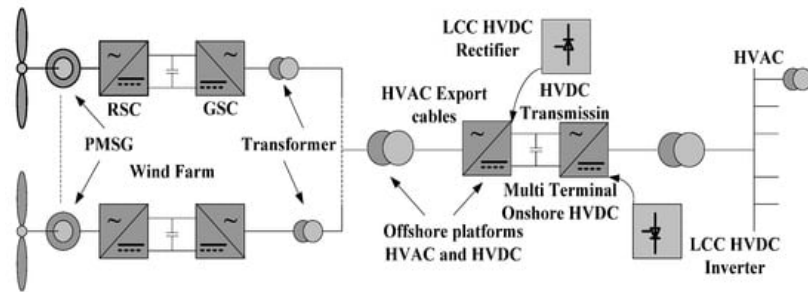 LCC HVDC
Rectifier
HVAC
RSC
GSC
HVDC
Transmissin
HVAC Export
cables
PMSG
Transformer
Wind Farm
Multi Terminal
Onshore HVDC
Offshore platforms
HVAC and HVDC
LCC HVDC
Inverter